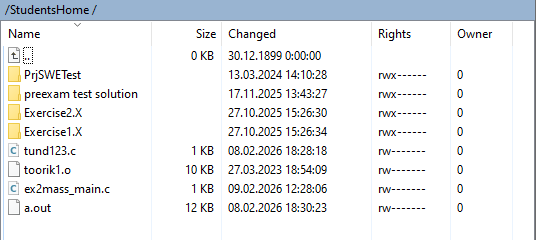 /StudentsHome /
Name Size Changed Rights Owner
.. 0 KB 30.12.1899 0:00:00
PrjSWETest 13.03.2024 14:10:28 rwx------ 0
preexam test solution 17.11.2025 13:43:27 rwx------ 0
Exercise2.X 27.10.2025 15:26:30 rwx------ 0
Exercise1.X 27.10.2025 15:26:34 rwx------ 0
tund123.c 1 KB 08.02.2026 18:28:18 rw------- 0
toorik1.o 10 KB 27.03.2023 18:54:09 rw------- 0
ex2mass_main.c 1 KB 09.02.2026 12:28:06 rw------- 0
a.out 12 KB 08.02.2026 18:30:23 rw------- 0